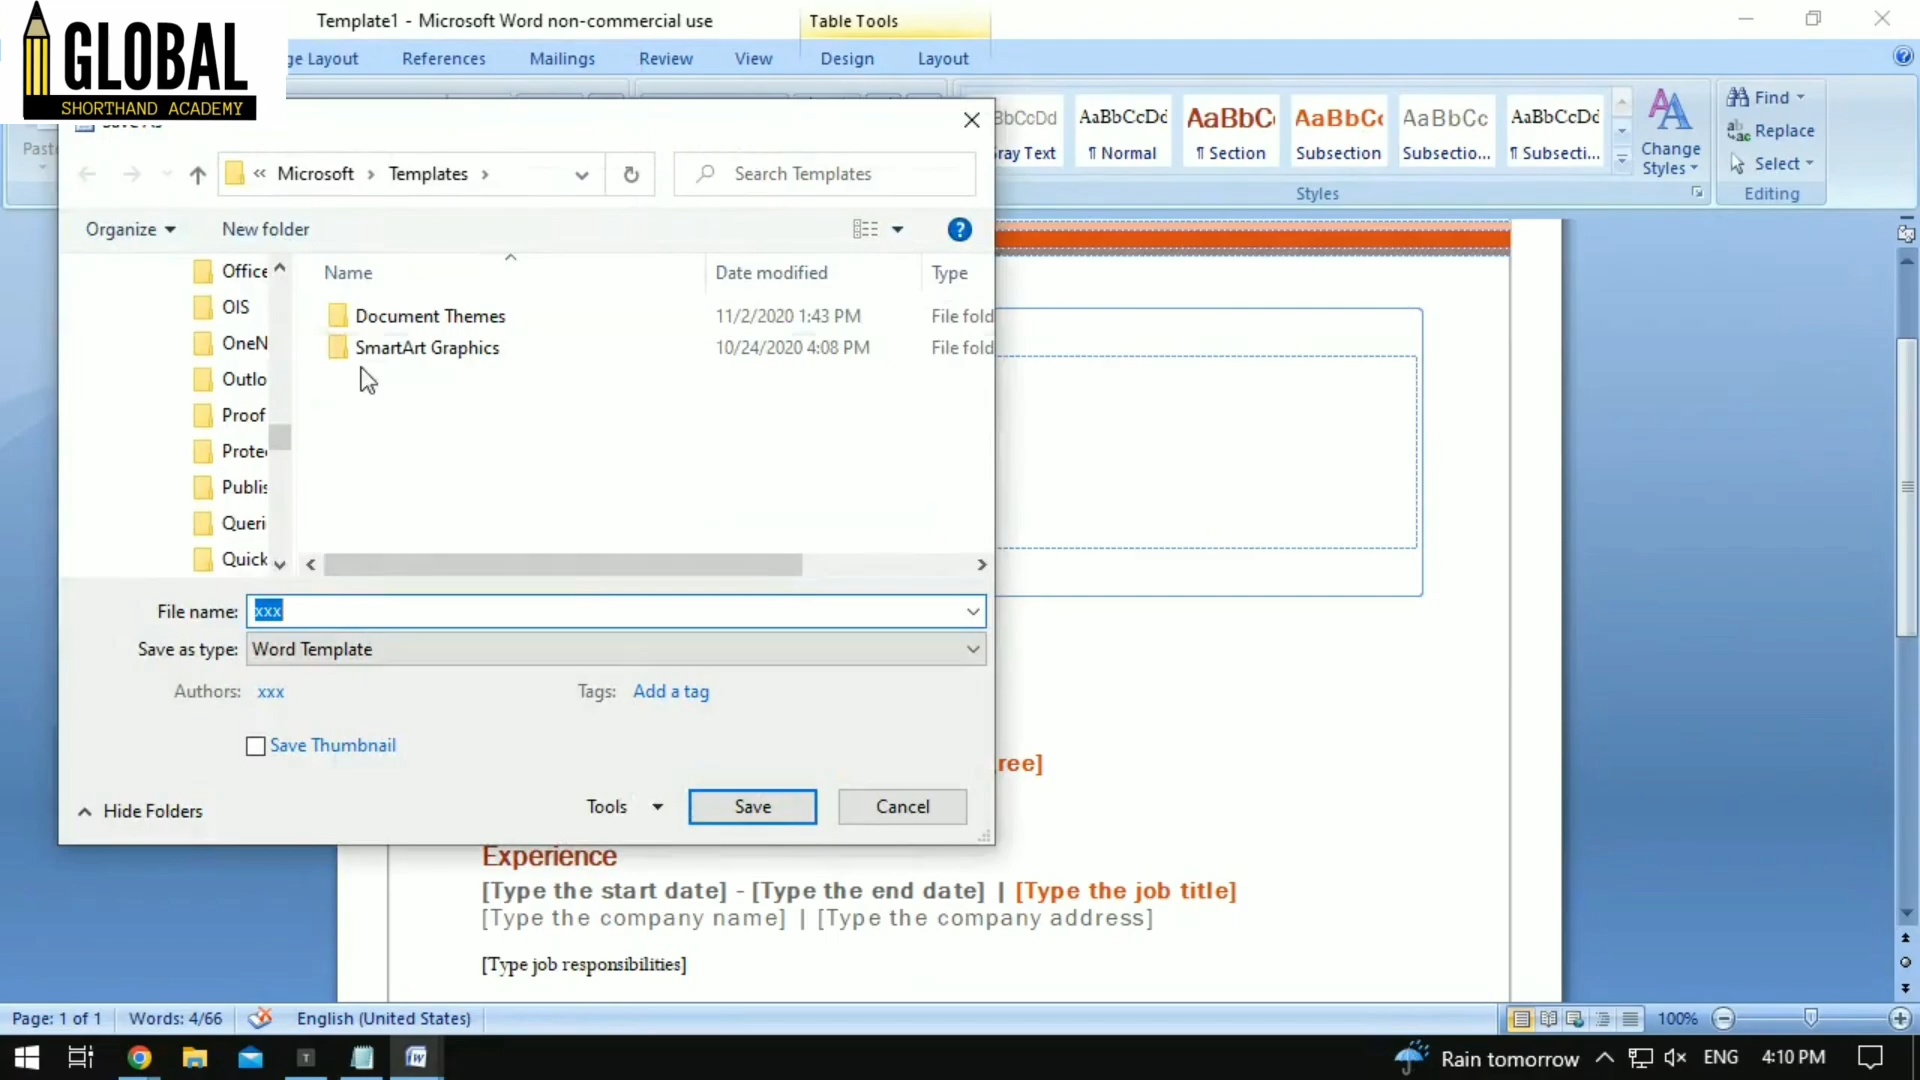 GLOBAL
SHORTHAND ACADEMY
Template1 - Microsoft Word non-commercial use
Table Tools
ge Layout References Mailings Review View Design Layout
Paste
Save As
Microsoft › Templates ›
Search Templates
Organize
New folder
Name Date modified Type
Office
OIS
OneN
Outlo
Proof
Prote
Publis
Queri
Quick
Document Themes 11/2/2020 1:43 PM File fold
SmartArt Graphics 10/24/2020 4:08 PM File fold
File name: xxx
Save as type: Word Template
Authors: xxx Tags: Add a tag
Save Thumbnail
Hide Folders
Tools Save Cancel
bCcDd AaBbCcDd AaBbC AaBbC AaBbCc AaBbCcDd
ray Text ¶ Normal ¶ Section Subsection Subsectio... ¶ Subsecti...
Change
Styles
Styles
Find
Replace
Select
Editing
ree]
Experience
[Type the start date] - [Type the end date] | [Type the job title]
[Type the company name] | [Type the company address]
[Type job responsibilities]
Page: 1 of 1 Words: 4/66 English (United States) 100%
Rain tomorrow ENG 4:10 PM